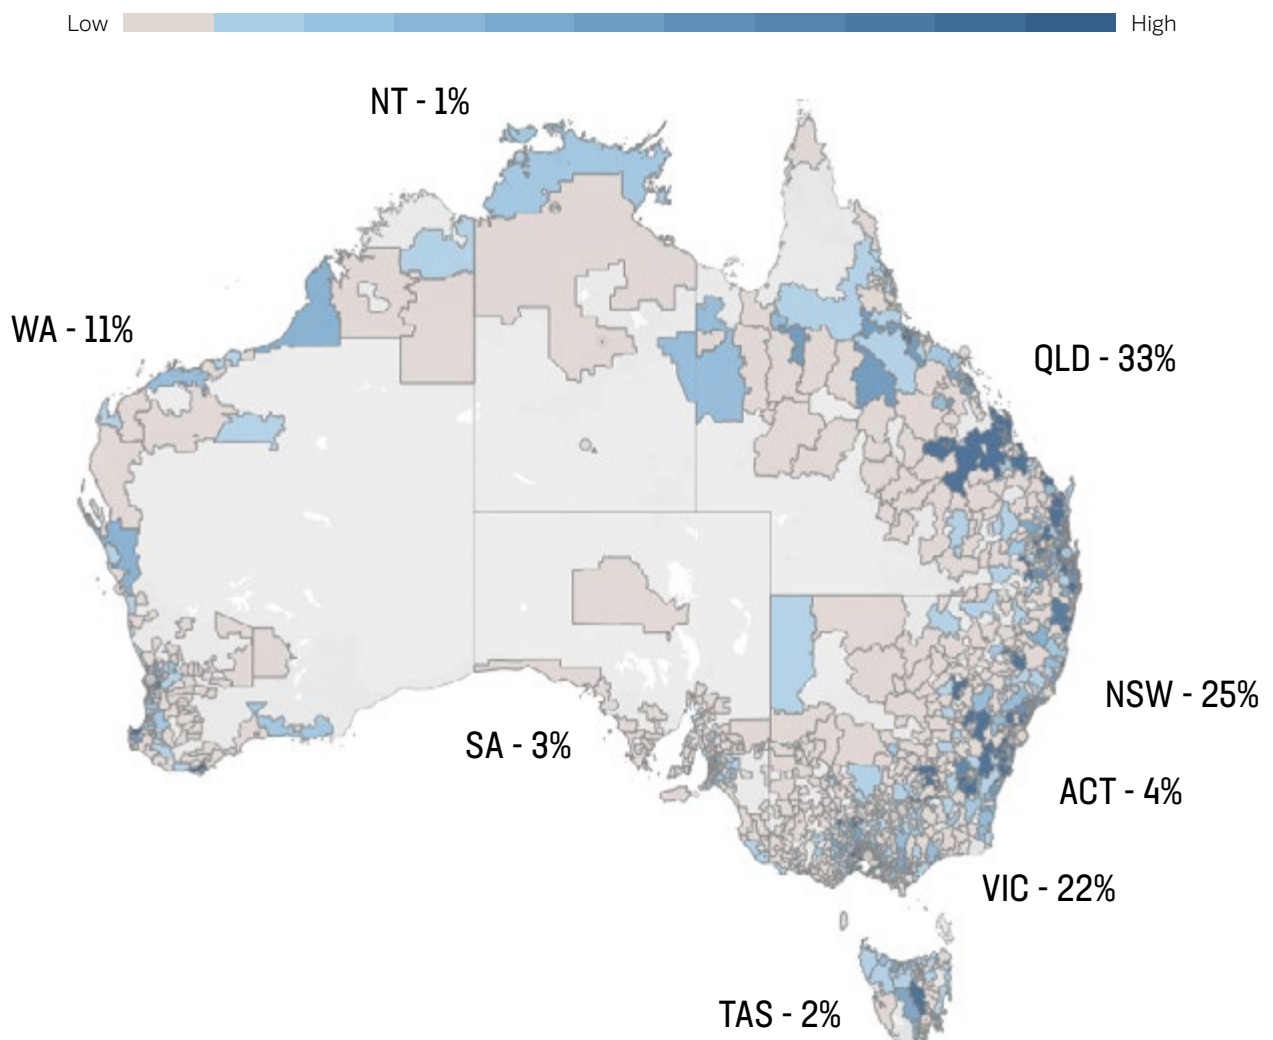 Low High
NT - 1%
WA - 11%
QLD - 33%
NSW - 25%
SA - 3%
ACT - 4%
VIC - 22%
TAS - 2%